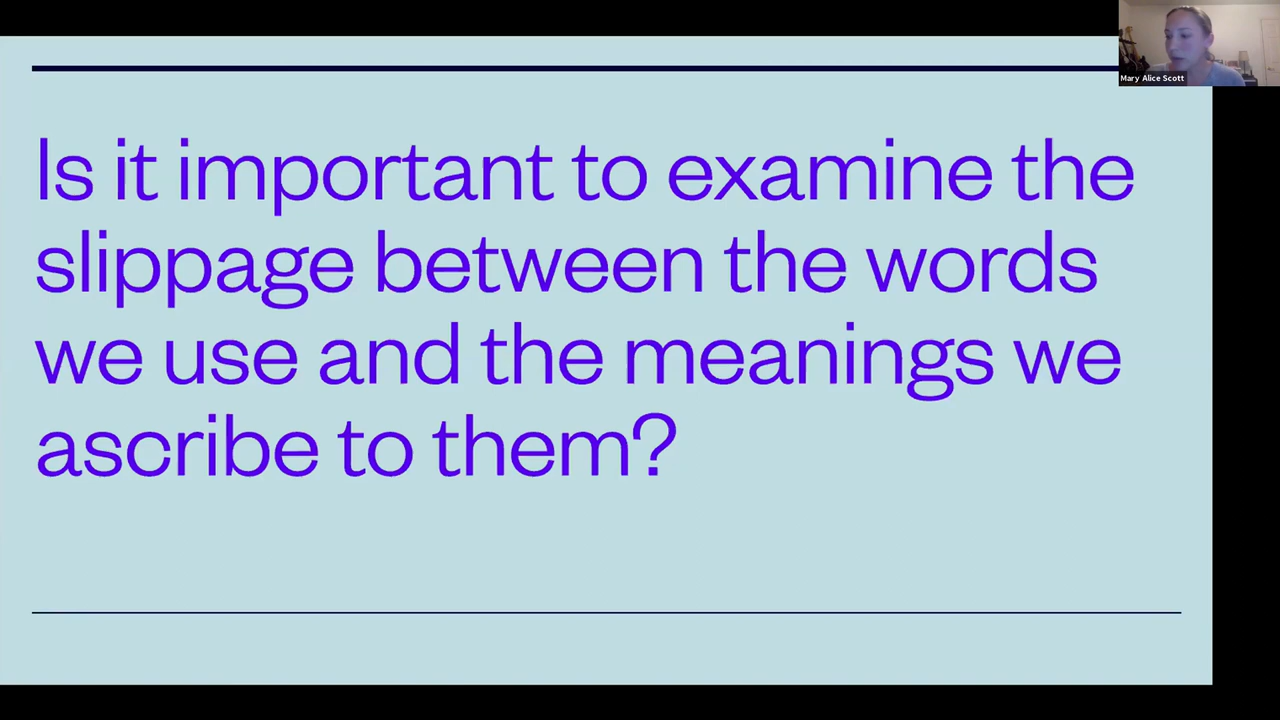 Mary Alice Scott
Is it important to examine the
slippage between the words
we use and the meanings we
ascribe to them?